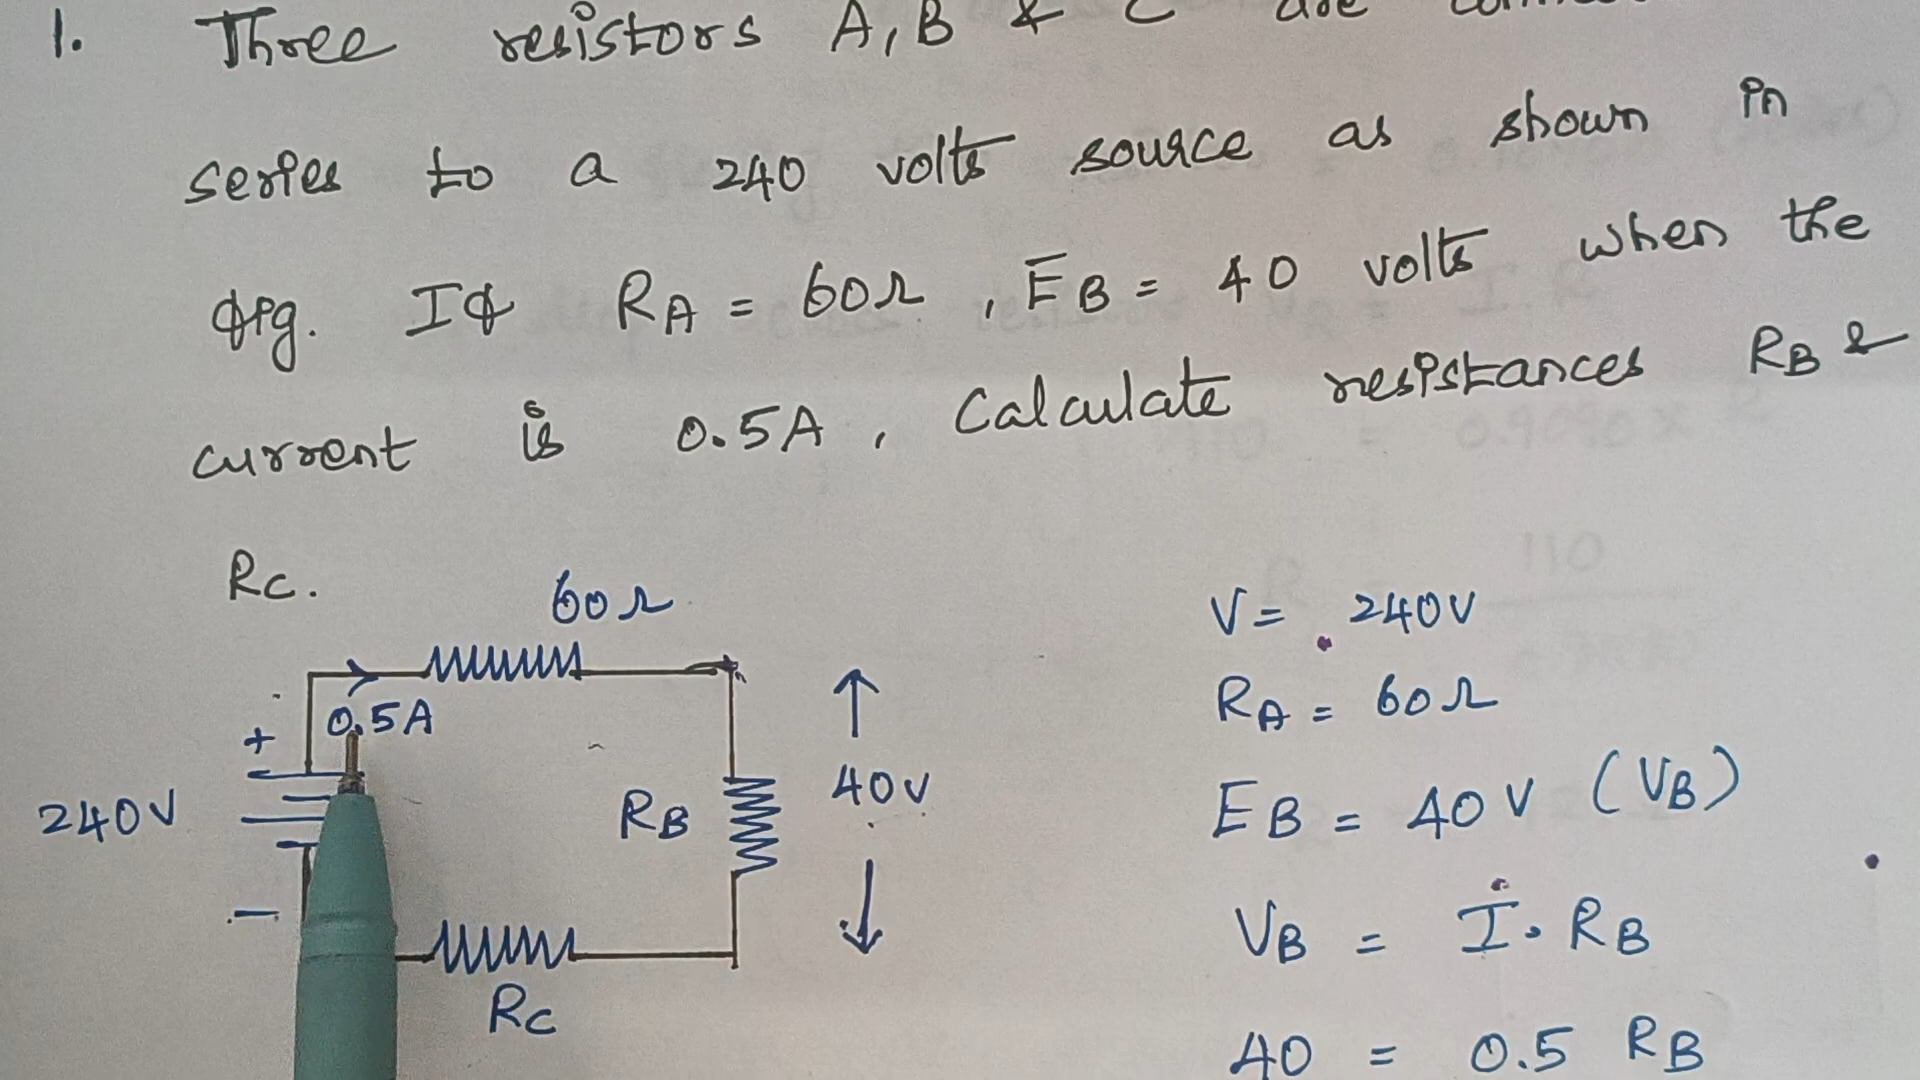 1. Three resistors A, B & C are
series to a 240 volts source as shown in
fig. If RA = 60Ω, EB = 40 volts when the
current is 0.5A, Calculate resistances RB &
RC.
60Ω
0.5A
+
240V
-
RB
40V
RC
V = 240V
RA = 60Ω
EB = 40V (VB)
VB = I. RB
40 = 0.5 RB